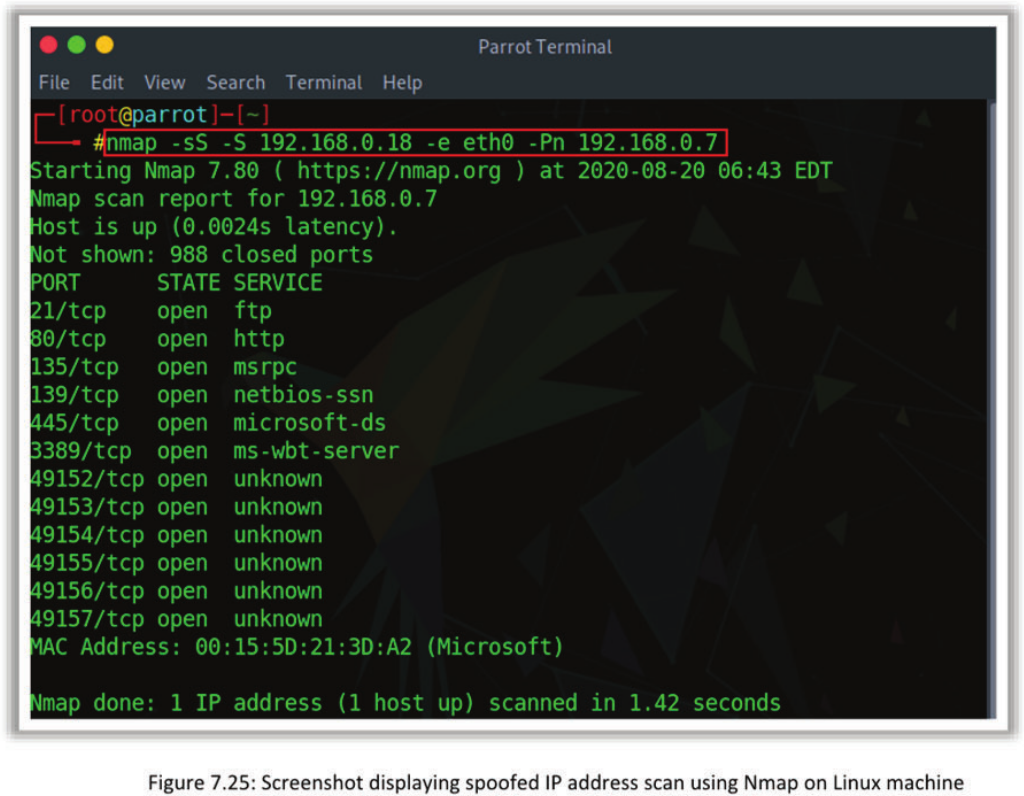 Parrot Terminal
File Edit View Search Terminal Help
[root@parrot]-[~]
#nmap -sS -S 192.168.0.18 -e eth0 -Pn 192.168.0.7
Starting Nmap 7.80 ( https://nmap.org ) at 2020-08-20 06:43 EDT
Nmap scan report for 192.168.0.7
Host is up (0.0024s latency).
Not shown: 988 closed ports
PORT STATE SERVICE
21/tcp open ftp
80/tcp open http
135/tcp open msrpc
139/tcp open netbios-ssn
445/tcp open microsoft-ds
3389/tcp open ms-wbt-server
49152/tcp open unknown
49153/tcp open unknown
49154/tcp open unknown
49155/tcp open unknown
49156/tcp open unknown
49157/tcp open unknown
MAC Address: 00:15:5D:21:3D:A2 (Microsoft)
Nmap done: 1 IP address (1 host up) scanned in 1.42 seconds
Figure 7.25: Screenshot displaying spoofed IP address scan using Nmap on Linux machine